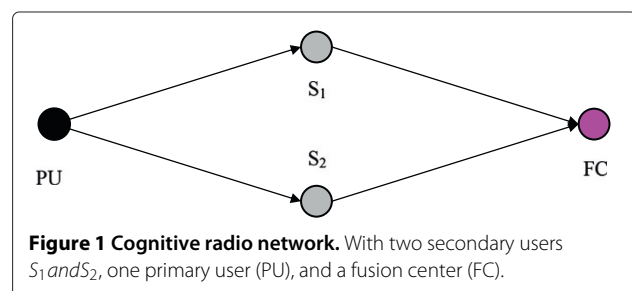 S₁
S₂
PU
FC
Figure 1 Cognitive radio network. With two secondary users
S₁andS₂, one primary user (PU), and a fusion center (FC).